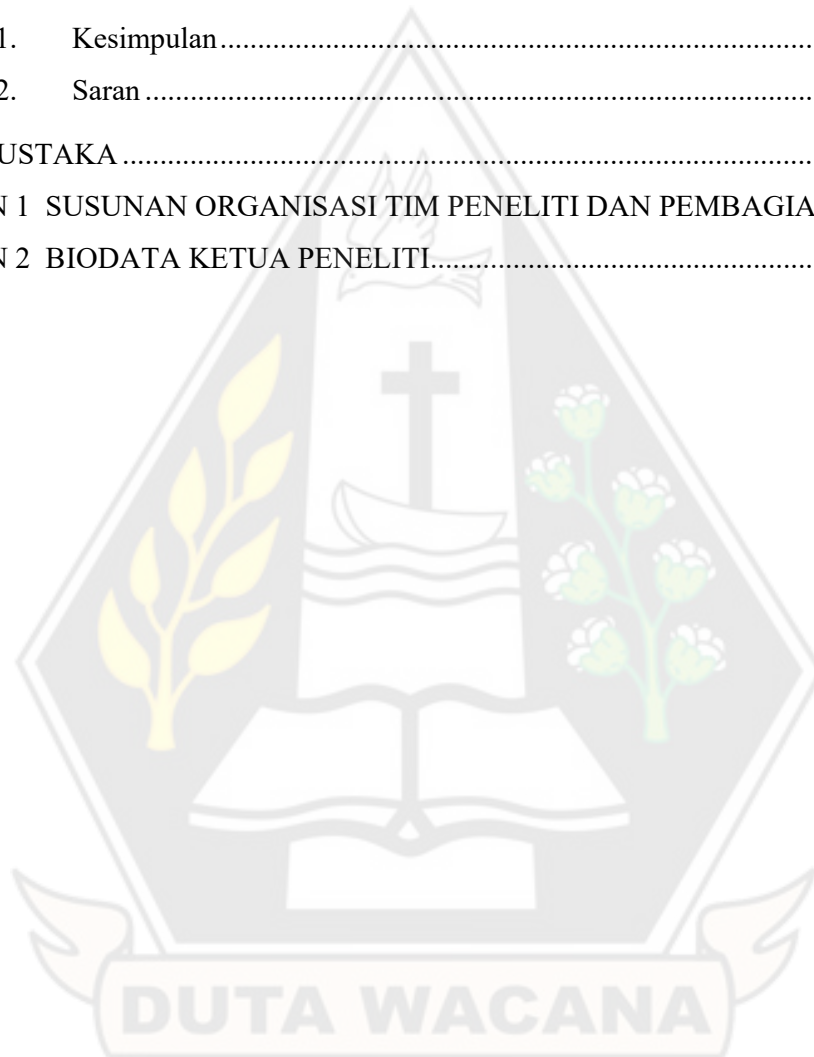 1. Kesimpulan...............................................................................
2. Saran.........................................................................................
USTAKA............................................................................................
N 1 SUSUNAN ORGANISASI TIM PENELITI DAN PEMBAGIA
N 2 BIODATA KETUA PENELITI......................................................
DUTA WACANA